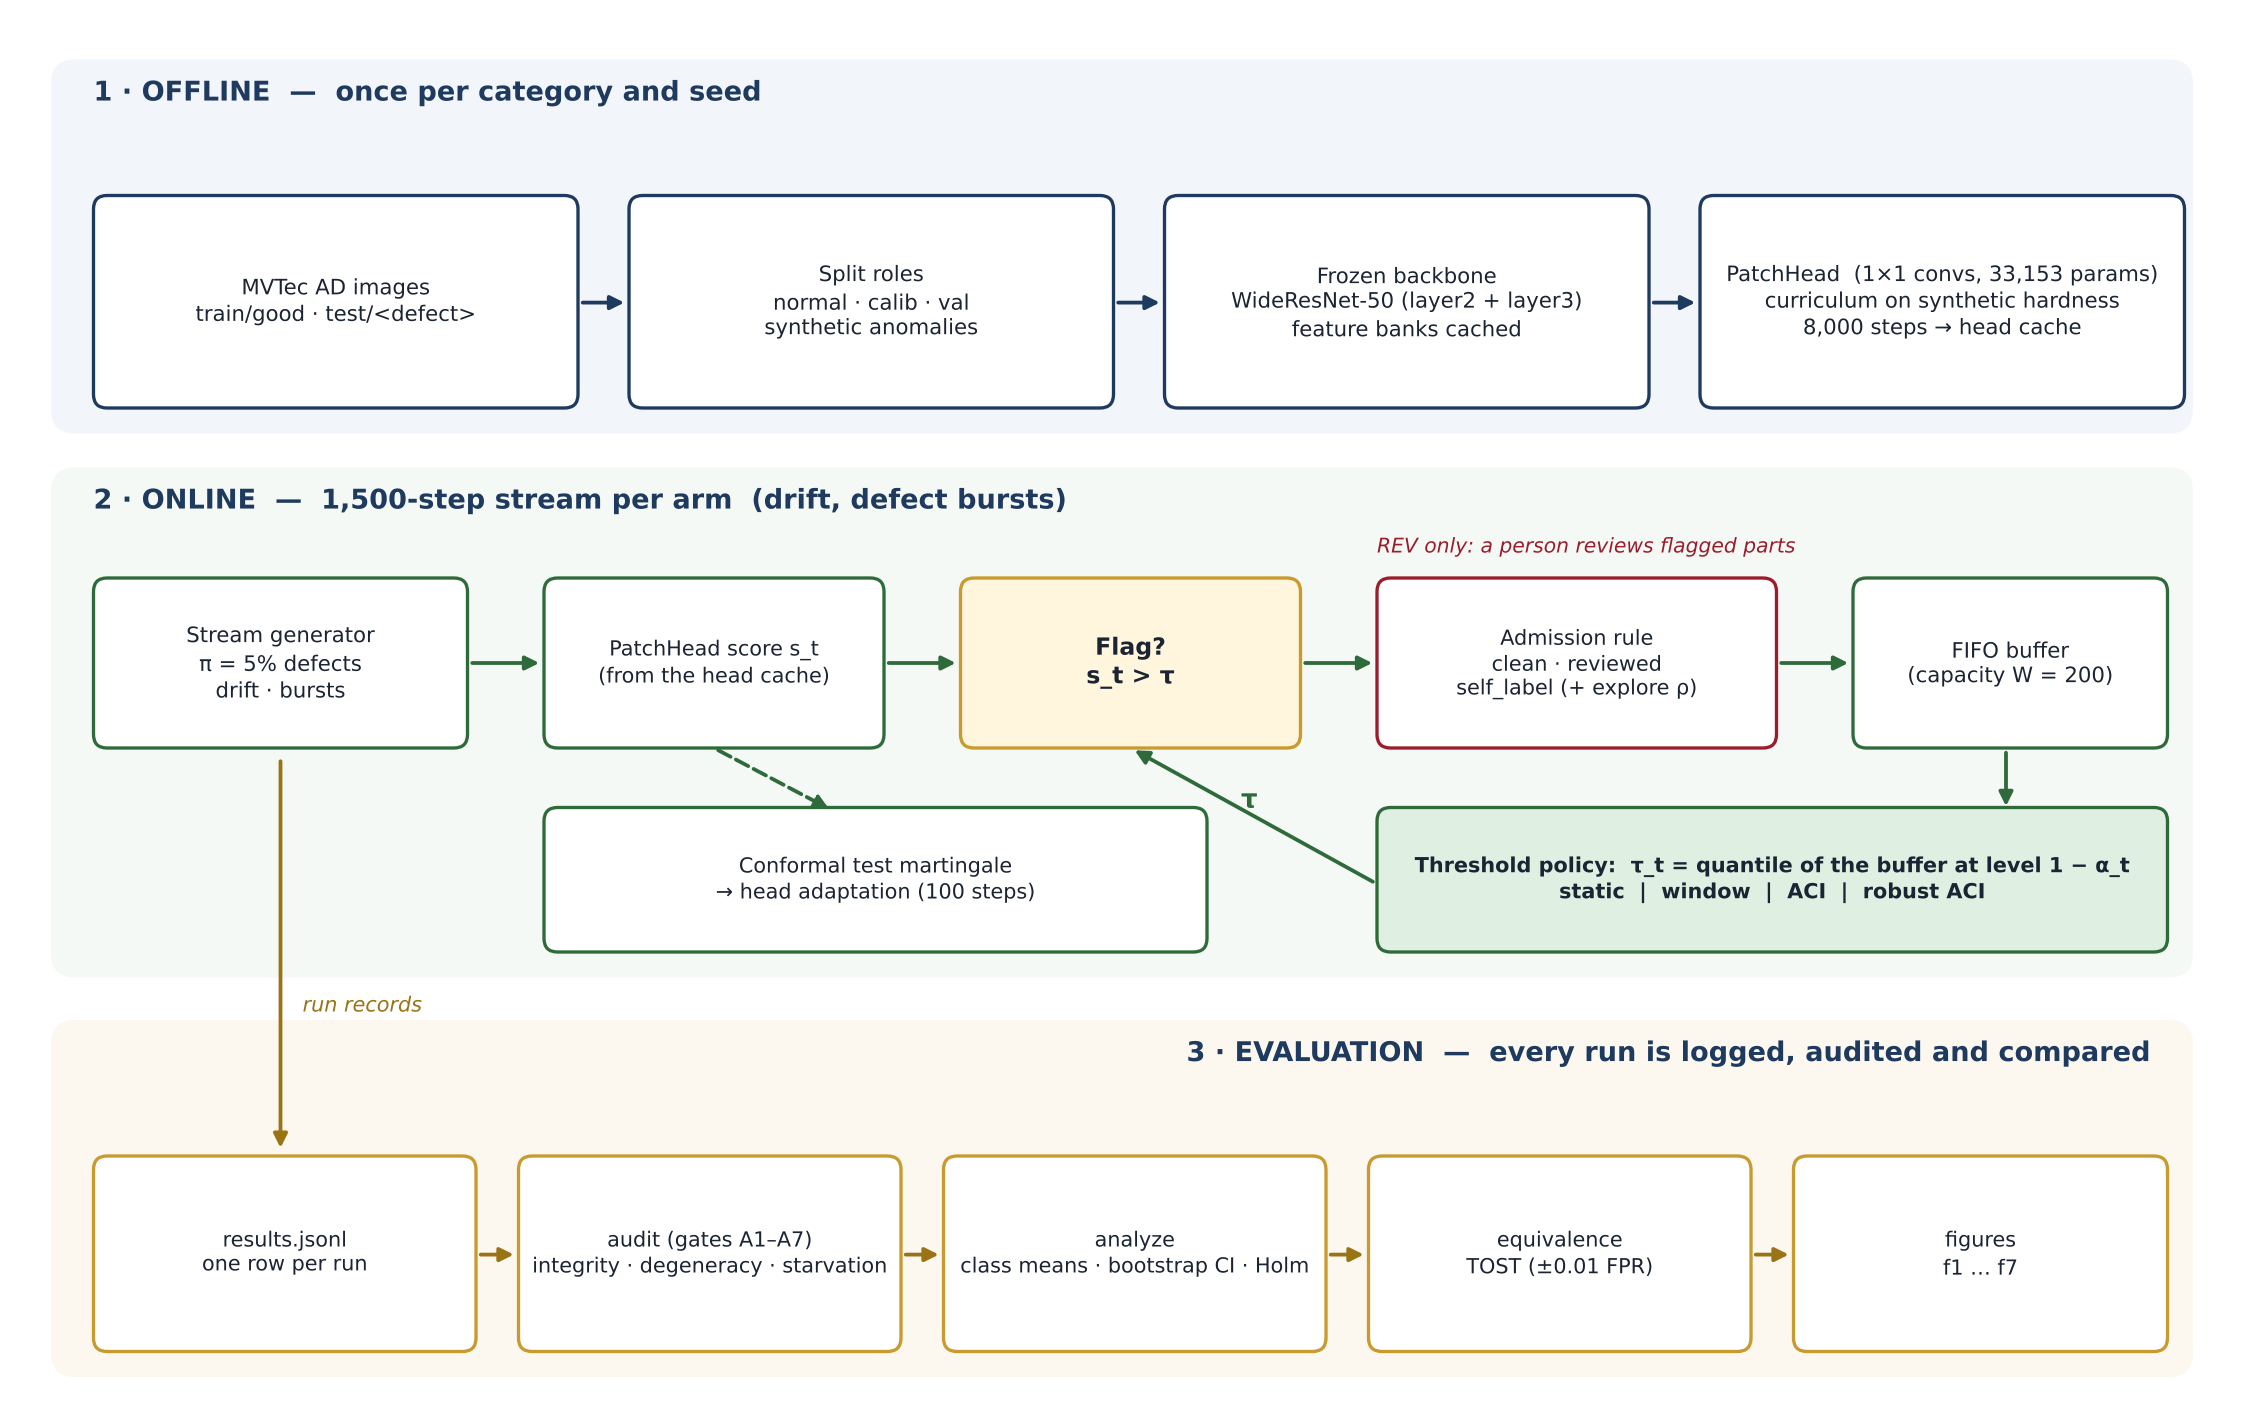 1 · OFFLINE — once per category and seed
MVTec AD images
train/good · test/<defect>
Split roles
normal · calib · val
synthetic anomalies
Frozen backbone
WideResNet-50 (layer2 + layer3)
feature banks cached
PatchHead (1×1 convs, 33,153 params)
curriculum on synthetic hardness
8,000 steps → head cache
2 · ONLINE — 1,500-step stream per arm (drift, defect bursts)
REV only: a person reviews flagged parts
Stream generator
π = 5% defects
drift · bursts
PatchHead score s_t
(from the head cache)
Flag?
s_t > τ
Admission rule
clean · reviewed
self_label (+ explore ρ)
FIFO buffer
(capacity W = 200)
τ
Conformal test martingale
→ head adaptation (100 steps)
Threshold policy: τ_t = quantile of the buffer at level 1 − α_t
static | window | ACI | robust ACI
run records
3 · EVALUATION — every run is logged, audited and compared
results.jsonl
one row per run
audit (gates A1–A7)
integrity · degeneracy · starvation
analyze
class means · bootstrap CI · Holm
equivalence
TOST (±0.01 FPR)
figures
f1 … f7